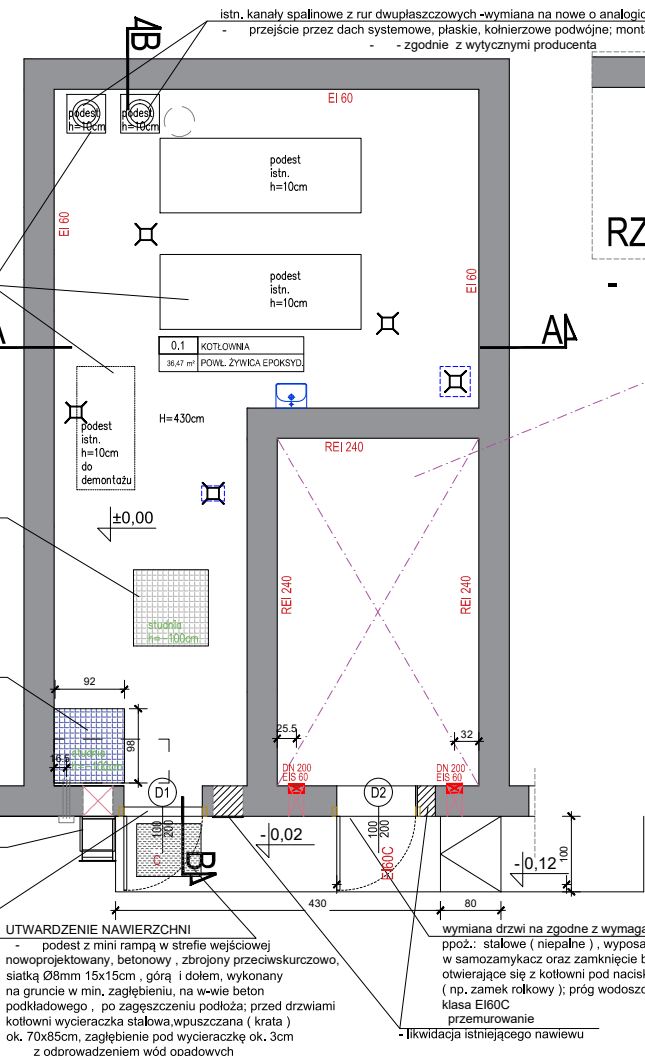 istn. kanały spalinowe z rur dwupłaszczowych -wymiana na nowe o analogic
- przejście przez dach systemowe, płaskie, kołnierzowe podwójne; monta
- - zgodnie z wytycznymi producenta
B
podest
h=10cm
podest
h=10cm
EI 60
podest
istn.
h=10cm
EI 60
RZ
-
podest
istn.
h=10cm
EI 60
A
A
0.1 KOTŁOWNIA
36,47 m² POWŁ. ŻYWICA EPOKSYD.
H=430cm
podest
istn.
h=10cm
do
demontażu
REI 240
±0,00
REI 240
REI 240
studnia
h=-100cm
92
98
studnia
h=-100cm
16.5
25.5
32
DN 200
EIS 60
DN 200
EIS 60
D1
D2
100
200
100
200
C
EI60C
B
-0,02
-0,12
100
430
80
UTWARDZENIE NAWIERZCHNI
- podest z mini rampą w strefie wejściowej
nowoprojektowany, betonowy , zbrojony przeciwskurczowo,
siatką Ø8mm 15x15cm , górą i dołem, wykonany
na gruncie w min. zagłębieniu, na w-wie beton
podkładowego , po zagęszczeniu podłoża; przed drzwiami
kotłowni wycieraczka stalowa,wpuszczana ( krata )
ok. 70x85cm, zagłębienie pod wycieraczkę ok. 3cm
z odprowadzeniem wód opadowych
wymiana drzwi na zgodne z wymaga
ppoż.: stalowe ( niepalne ) , wyposa
w samozamykacz oraz zamknięcie b
otwierające się z kotłowni pod nacisk
( np. zamek rolkowy ); próg wodoszc
klasa EI60C
przemurowanie
- likwidacja istniejącego nawiewu